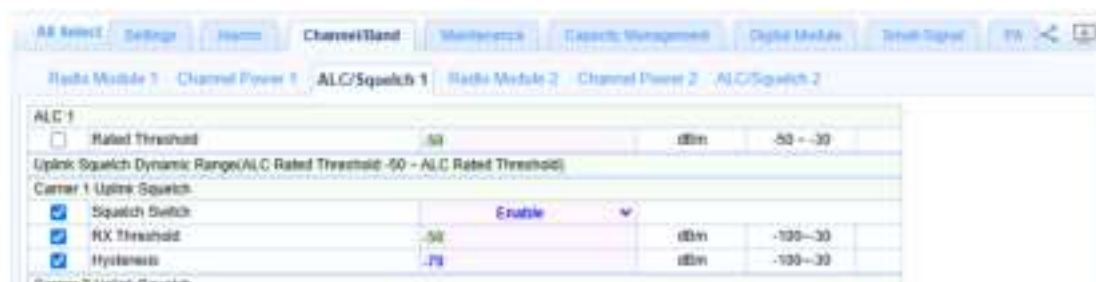 All Select Settings Alarms Channel/Band Maintenance Capacity Management Digital Module Small Signal PA
Radio Module 1 Channel Power 1 ALC/Squelch 1 Radio Module 2 Channel Power 2 ALC/Squelch 2
ALC 1
Rated Threshold -50 dBm -50 ~ -30
Uplink Squelch Dynamic Range(ALC Rated Threshold -50 ~ ALC Rated Threshold)
Carrier 1 Uplink Squelch
Squelch Switch Enable
RX Threshold -50 dBm -100~-30
Hysteresis -70 dBm -100~-30